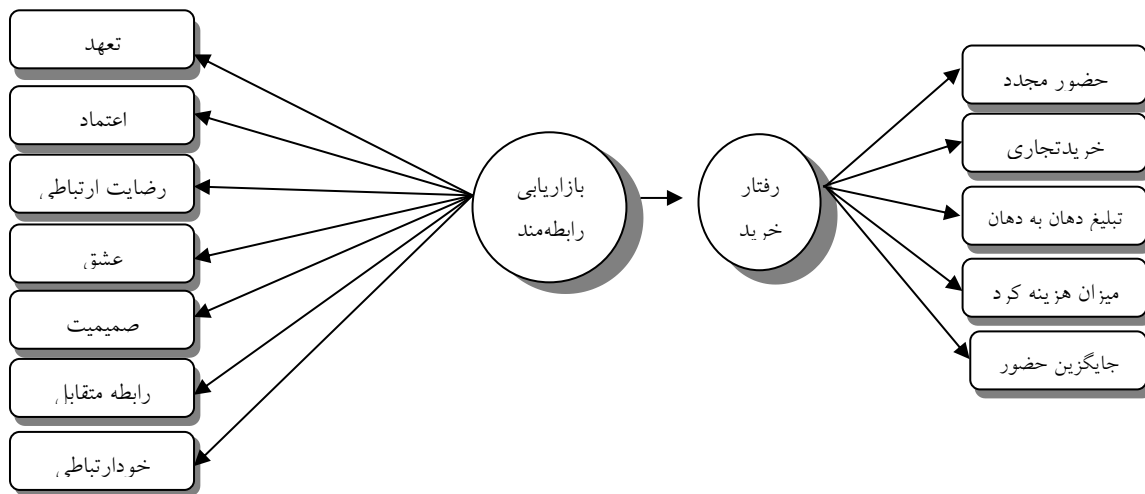 تعهد
اعتماد
رضایت ارتباطی
عشق
صمیمیت
رابطه متقابل
خودارتباطی
بازاریابی
رابطه‌مند
رفتار
خرید
حضور مجدد
خریدتجاری
تبلیغ دهان به دهان
میزان هزینه کرد
جایگزین حضور